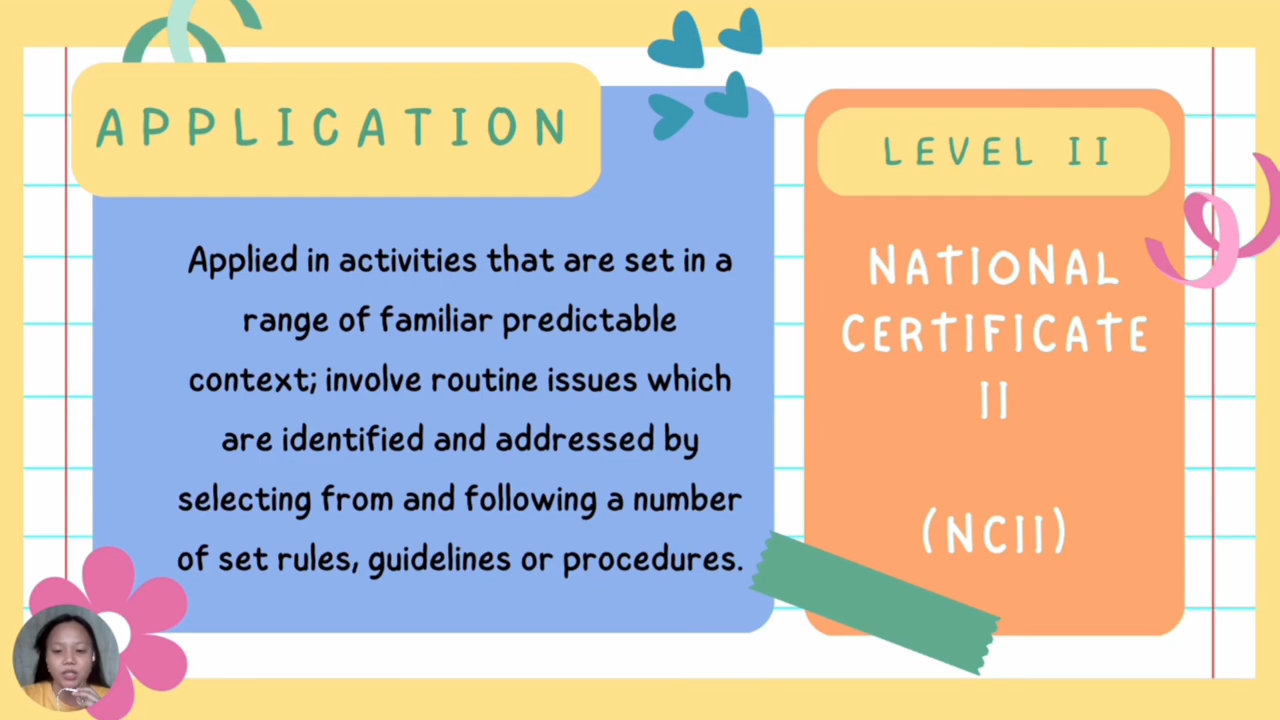 APPLICATION
Applied in activities that are set in a
range of familiar predictable
context; involve routine issues which
are identified and addressed by
selecting from and following a number
of set rules, guidelines or procedures.
LEVEL II
NATIONAL
CERTIFICATE
II
(NCII)